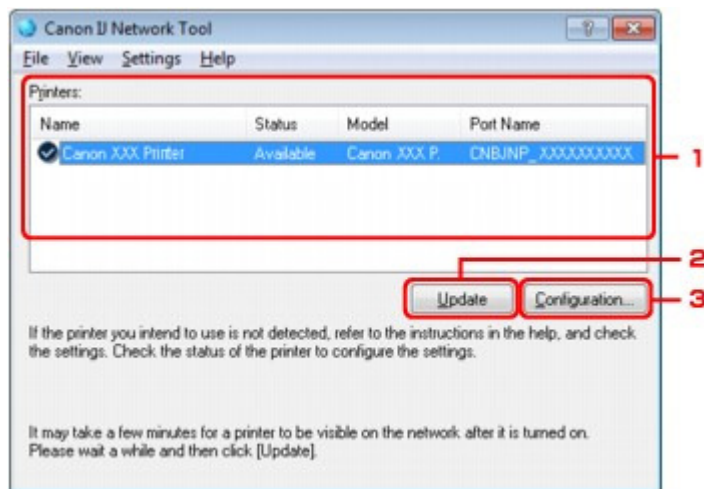 Canon IJ Network Tool
File View Settings Help
Printers:
Name Status Model Port Name
Canon XXX Printer Available Canon XXX P. CNBJNP_XXXXXXXXXX
1
2
Update Configuration... 3
If the printer you intend to use is not detected, refer to the instructions in the help, and check
the settings. Check the status of the printer to configure the settings.
It may take a few minutes for a printer to be visible on the network after it is turned on.
Please wait a while and then click [Update].